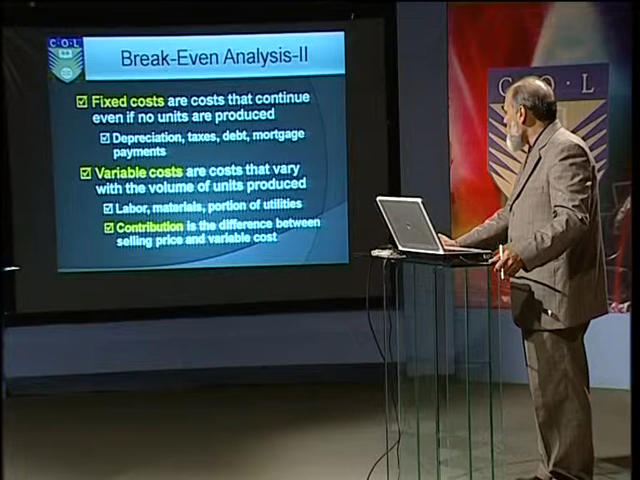 C.O.L
Break-Even Analysis-II
Fixed costs are costs that continue
even if no units are produced
Depreciation, taxes, debt, mortgage
payments
Variable costs are costs that vary
with the volume of units produced
Labor, materials, portion of utilities
Contribution is the difference between
selling price and variable cost
C·O·L